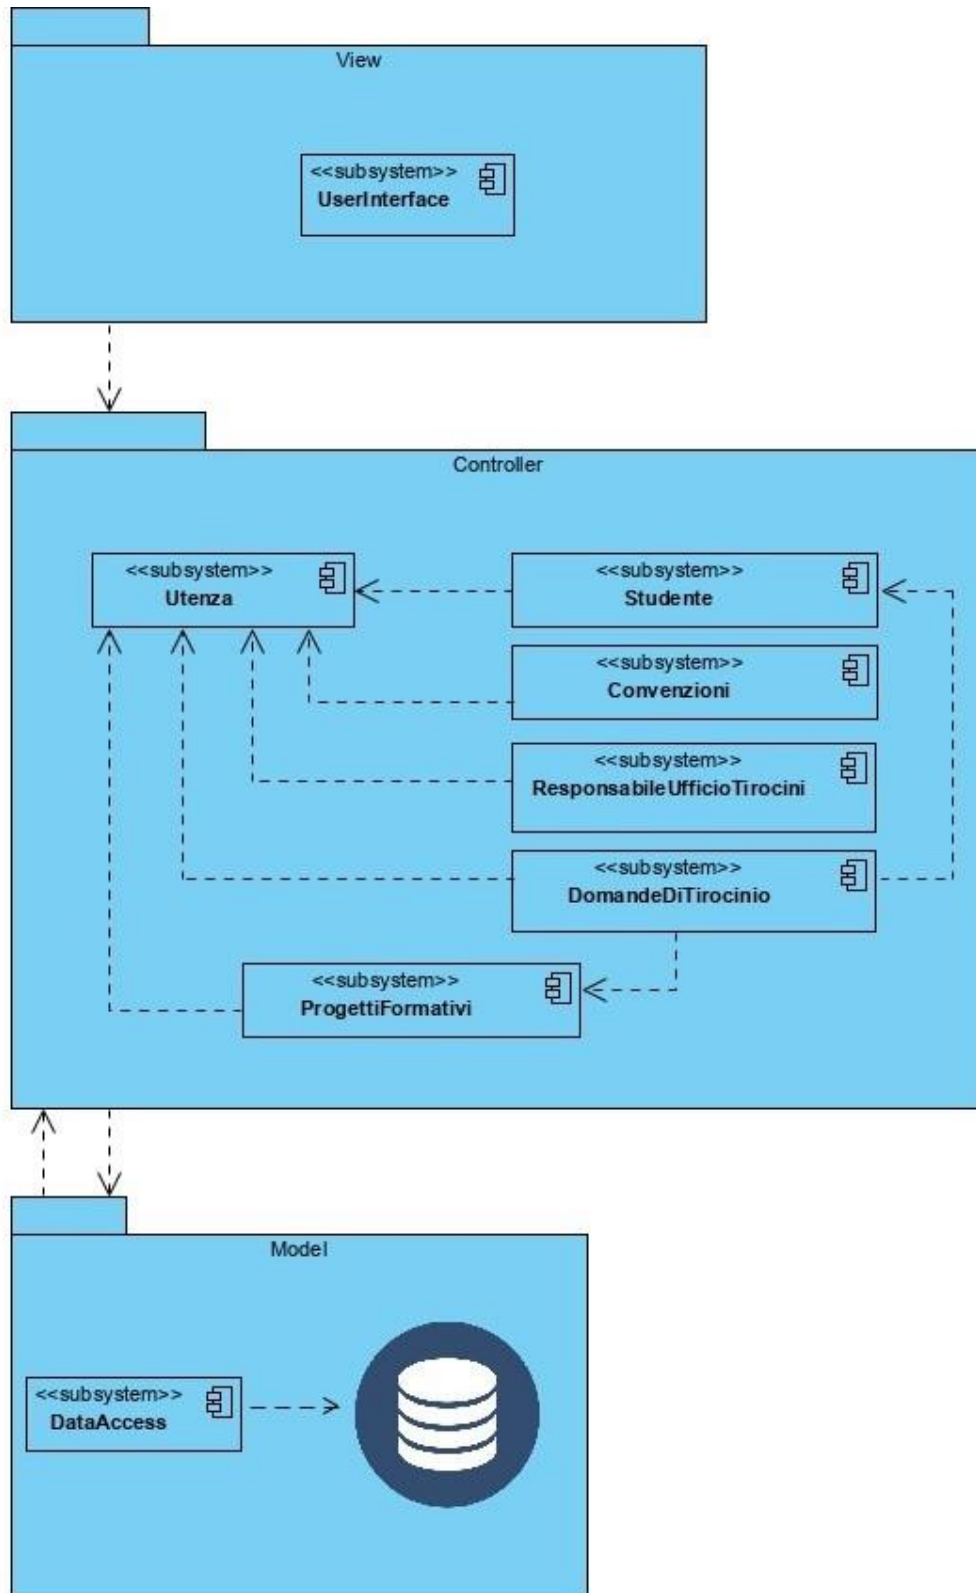 View
<<subsystem>>
UserInterface
Controller
<<subsystem>>
Utenza
<<subsystem>>
Studente
<<subsystem>>
Convenzioni
<<subsystem>>
ResponsabileUfficioTirocini
<<subsystem>>
DomandeDiTirocinio
<<subsystem>>
ProgettiFormativi
Model
<<subsystem>>
DataAccess